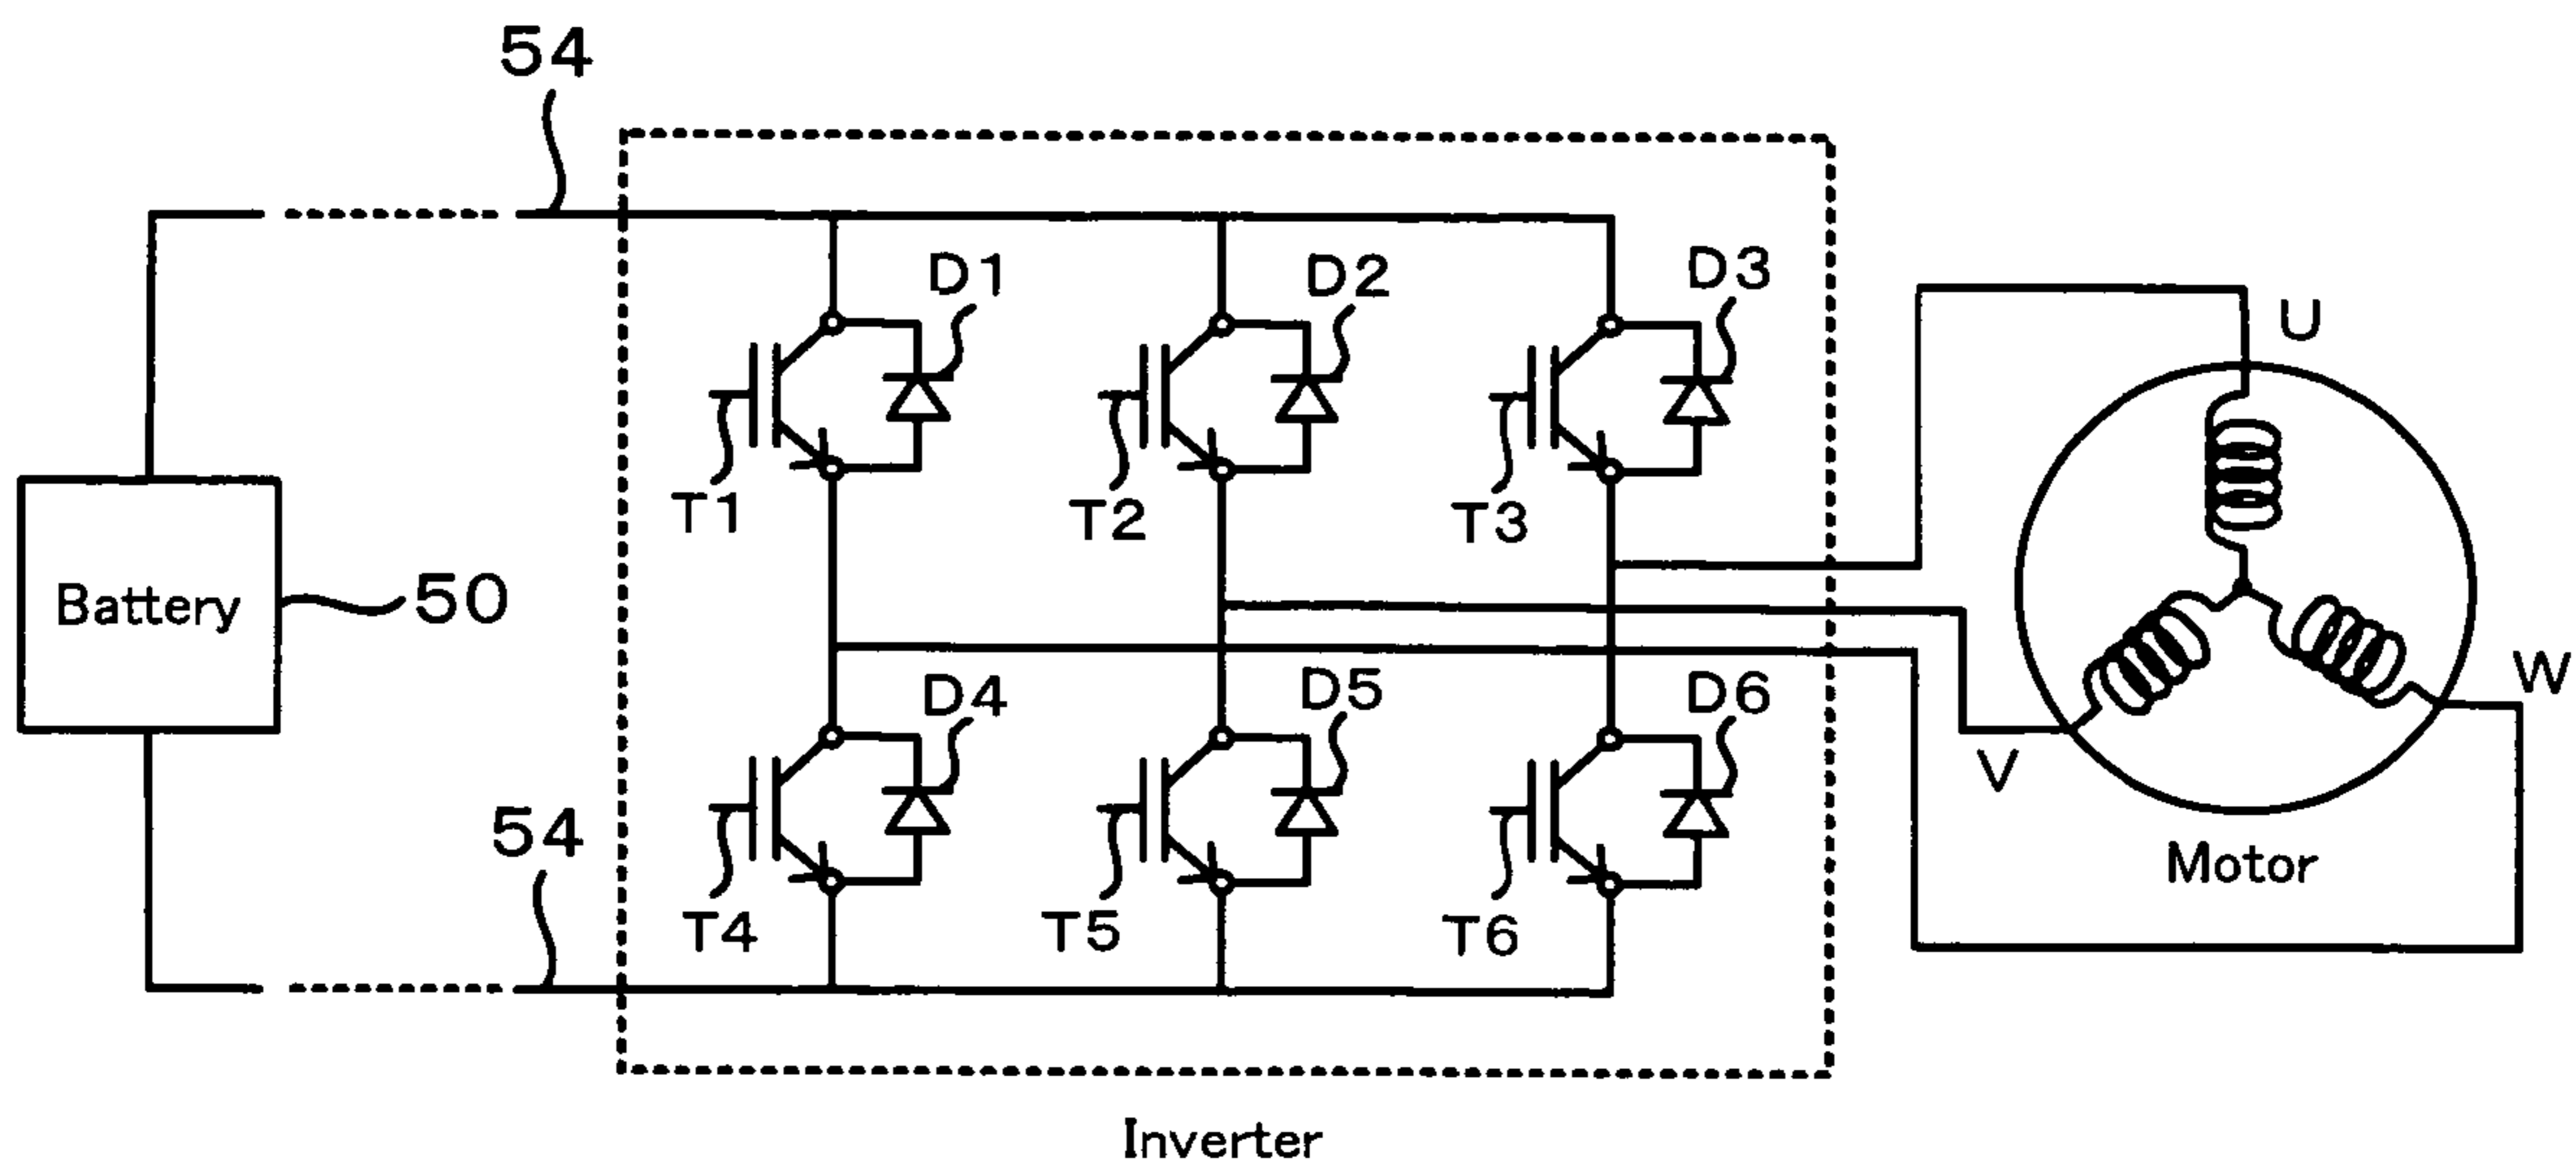 54
D1
D2
D3
U
T1
T2
T3
Battery
50
W
D4
D5
D6
V
54
Motor
T4
T5
T6
Inverter